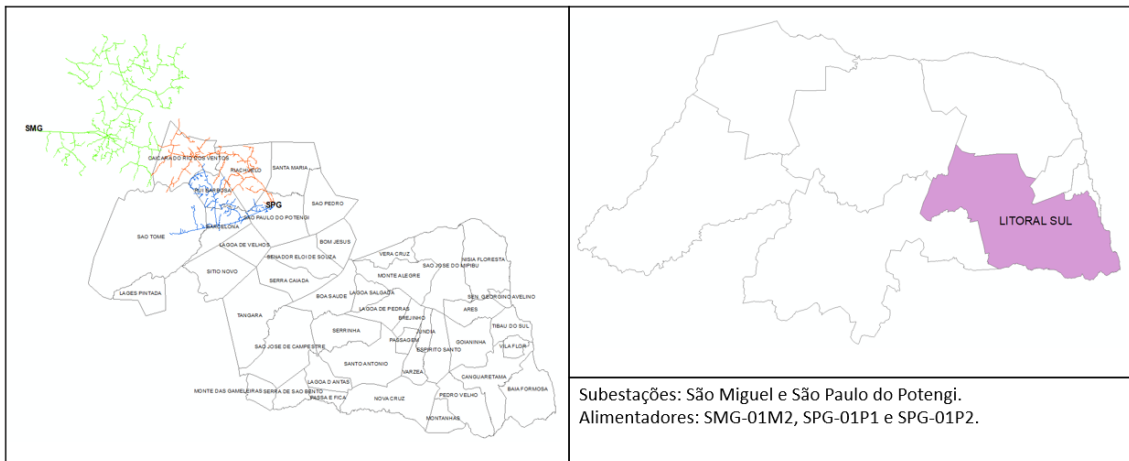 SMG
CAICARA DO RIO DOS VENTOS
RIACHUELO
SANTA MARIA
RUI BARBOSA
SPG
SAO PEDRO
SAO PAULO DO POTENGI
BARCELONA
SAO TOME
BOM JESUS
LAGOA DE VELHOS
SENADOR ELOI DE SOUZA
VERA CRUZ
NISIA FLORESTA
SAO JOSE DO MIPIBU
SITIO NOVO
SERRA CAIADA
MONTE ALEGRE
LAGES PINTADA
BOA SAUDE
LAGOA SALGADA
SEN. GEORGINO AVELINO
LAGOA DE PEDRAS
ARES
TANGARA
BREJINHO
SERRINHA
JUNDIA
TIBAU DO SUL
PASSAGEM
GOIANINHA
SAO JOSE DE CAMPESTRE
ESPIRITO SANTO
VILA FLOR
SANTO ANTONIO
VARZEA
CANGUARETAMA
LAGOA D ANTAS
MONTE DAS GAMELEIRAS
SERRA DE SAO BENTO
BAIA FORMOSA
PASSA E FICA
NOVA CRUZ
PEDRO VELHO
MONTANHAS
LITORAL SUL
Subestações: São Miguel e São Paulo do Potengi.
Alimentadores: SMG-01M2, SPG-01P1 e SPG-01P2.